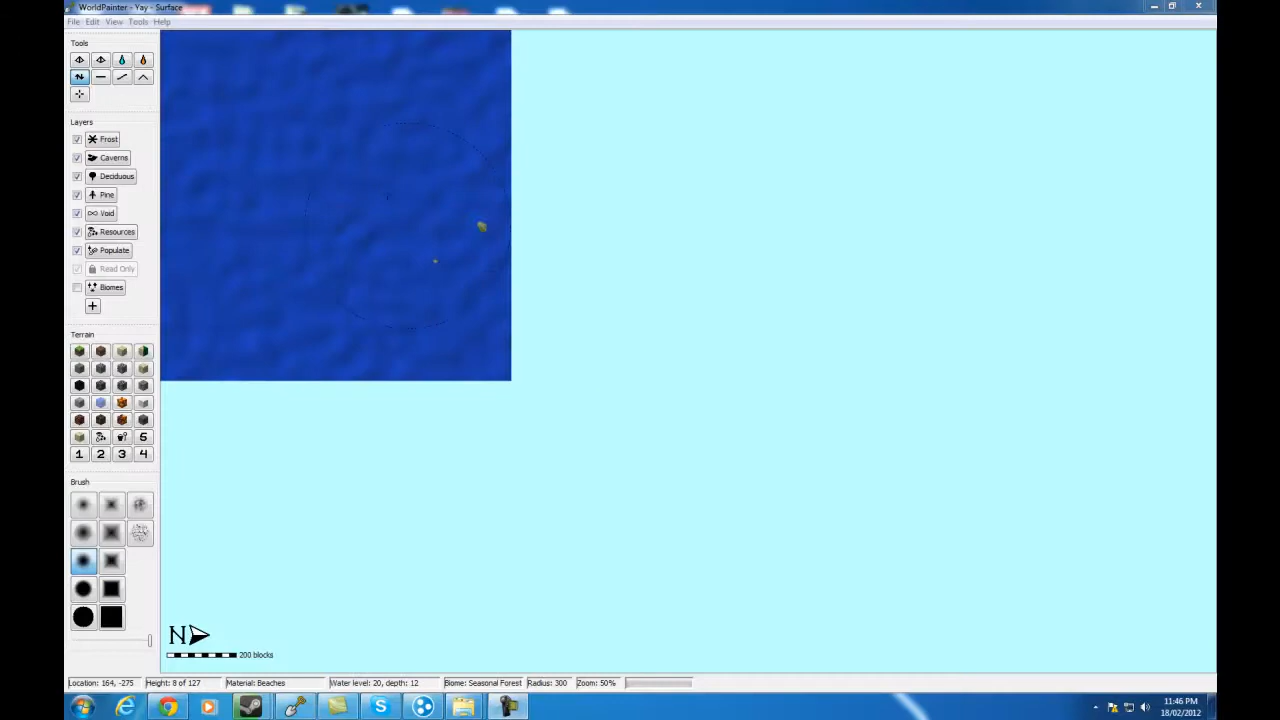 WorldPainter - Yay - Surface
File Edit View Tools Help
Tools
Layers
Frost
Caverns
Deciduous
Pine
Void
Resources
Populate
Read Only
Biomes
Terrain
5
1 2 3 4
Brush
N
200 blocks
Location: 164, -275 Height: 8 of 127 Material: Beaches Water level: 20, depth: 12 Biome: Seasonal Forest Radius: 300 Zoom: 50%
11:46 PM
18/02/2012